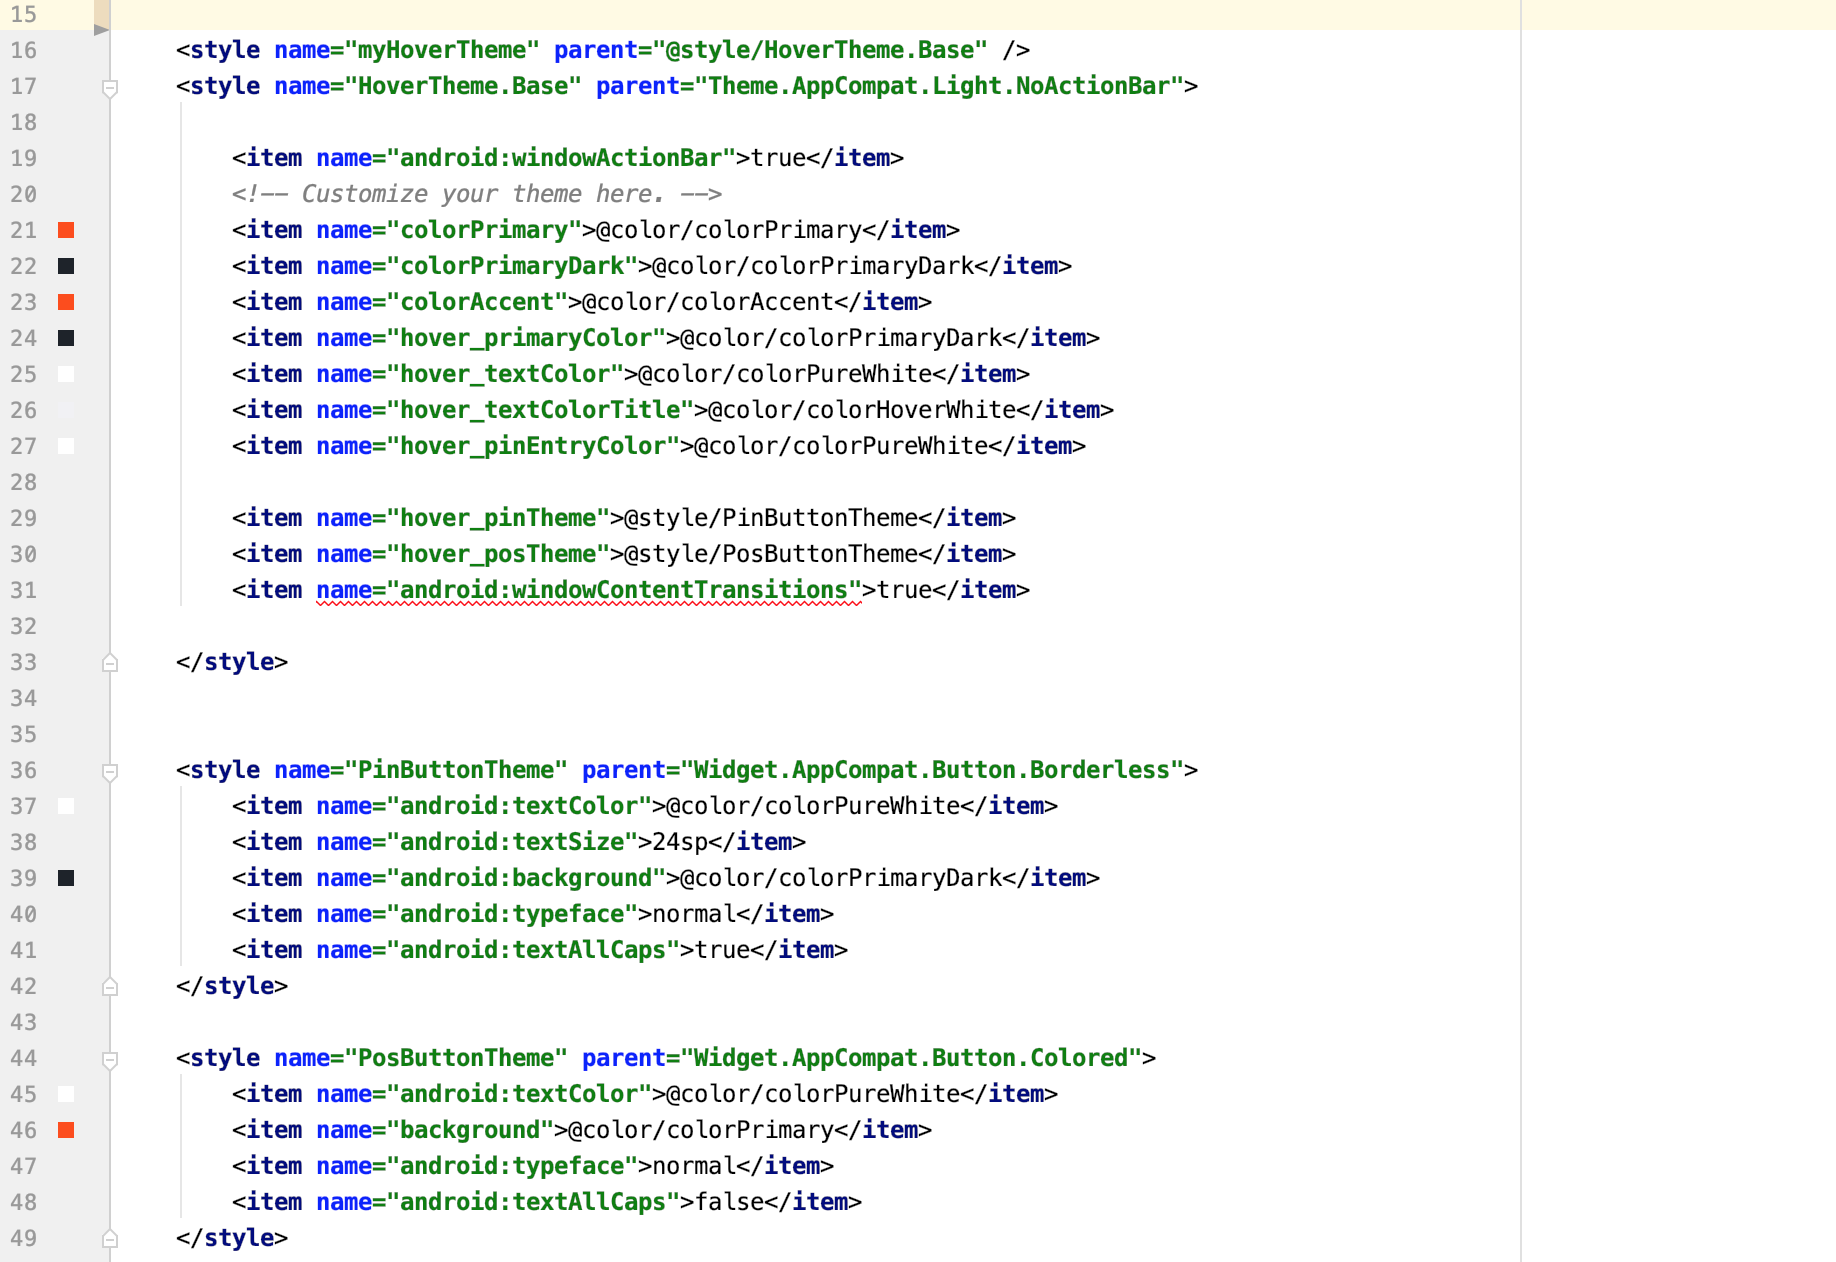 15
16 <style name="myHoverTheme" parent="@style/HoverTheme.Base" />
17 <style name="HoverTheme.Base" parent="Theme.AppCompat.Light.NoActionBar">
18
19 <item name="android:windowActionBar">true</item>
20 <!-- Customize your theme here. -->
21 <item name="colorPrimary">@color/colorPrimary</item>
22 <item name="colorPrimaryDark">@color/colorPrimaryDark</item>
23 <item name="colorAccent">@color/colorAccent</item>
24 <item name="hover_primaryColor">@color/colorPrimaryDark</item>
25 <item name="hover_textColor">@color/colorPureWhite</item>
26 <item name="hover_textColorTitle">@color/colorHoverWhite</item>
27 <item name="hover_pinEntryColor">@color/colorPureWhite</item>
28
29 <item name="hover_pinTheme">@style/PinButtonTheme</item>
30 <item name="hover_posTheme">@style/PosButtonTheme</item>
31 <item name="android:windowContentTransitions">true</item>
32
33 </style>
34
35
36 <style name="PinButtonTheme" parent="Widget.AppCompat.Button.Borderless">
37 <item name="android:textColor">@color/colorPureWhite</item>
38 <item name="android:textSize">24sp</item>
39 <item name="android:background">@color/colorPrimaryDark</item>
40 <item name="android:typeface">normal</item>
41 <item name="android:textAllCaps">true</item>
42 </style>
43
44 <style name="PosButtonTheme" parent="Widget.AppCompat.Button.Colored">
45 <item name="android:textColor">@color/colorPureWhite</item>
46 <item name="background">@color/colorPrimary</item>
47 <item name="android:typeface">normal</item>
48 <item name="android:textAllCaps">false</item>
49 </style>